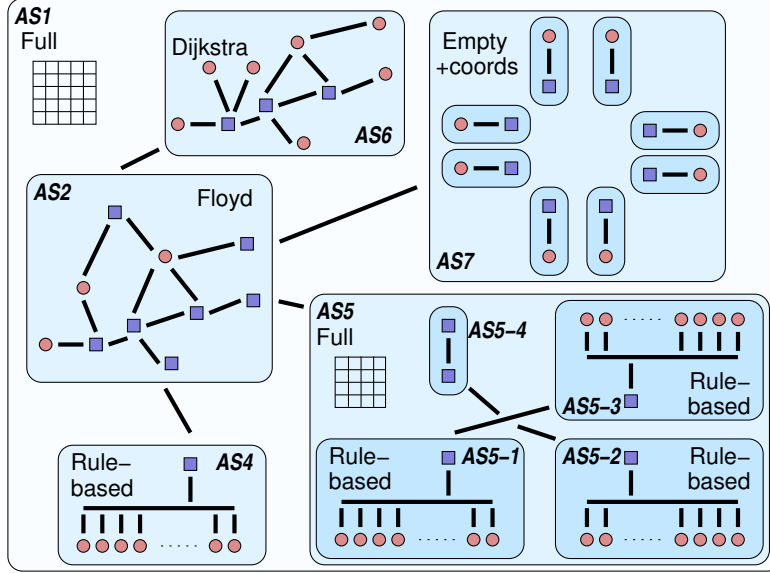 AS1
Full
Dijkstra
AS6
Empty
+coords
AS7
AS2
Floyd
AS5
Full
AS5−4
AS5−3
Rule−
based
Rule−
based
AS4
Rule−
based
AS5−1
AS5−2
Rule−
based